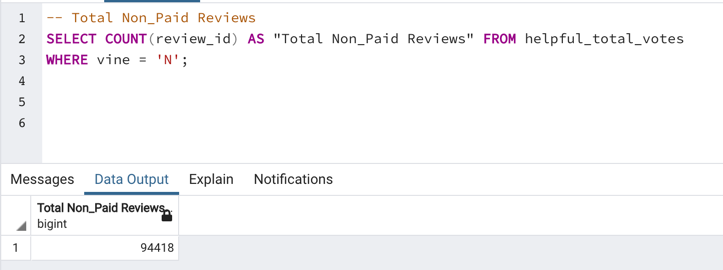 1 -- Total Non_Paid Reviews
2 SELECT COUNT(review_id) AS "Total Non_Paid Reviews" FROM helpful_total_votes
3 WHERE vine = 'N';
4
5
6
Messages Data Output Explain Notifications
Total Non_Paid Reviews
bigint
1 94418